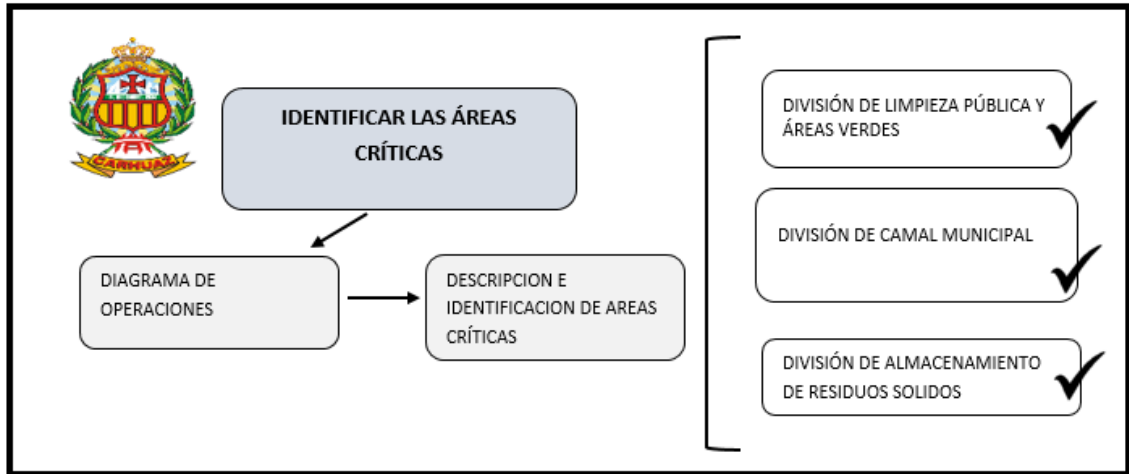 CARHUAZ
IDENTIFICAR LAS ÁREAS
CRÍTICAS
DIAGRAMA DE
OPERACIONES
DESCRIPCION E
IDENTIFICACION DE AREAS
CRÍTICAS
DIVISIÓN DE LIMPIEZA PÚBLICA Y
ÁREAS VERDES
DIVISIÓN DE CAMAL MUNICIPAL
DIVISIÓN DE ALMACENAMIENTO
DE RESIDUOS SOLIDOS